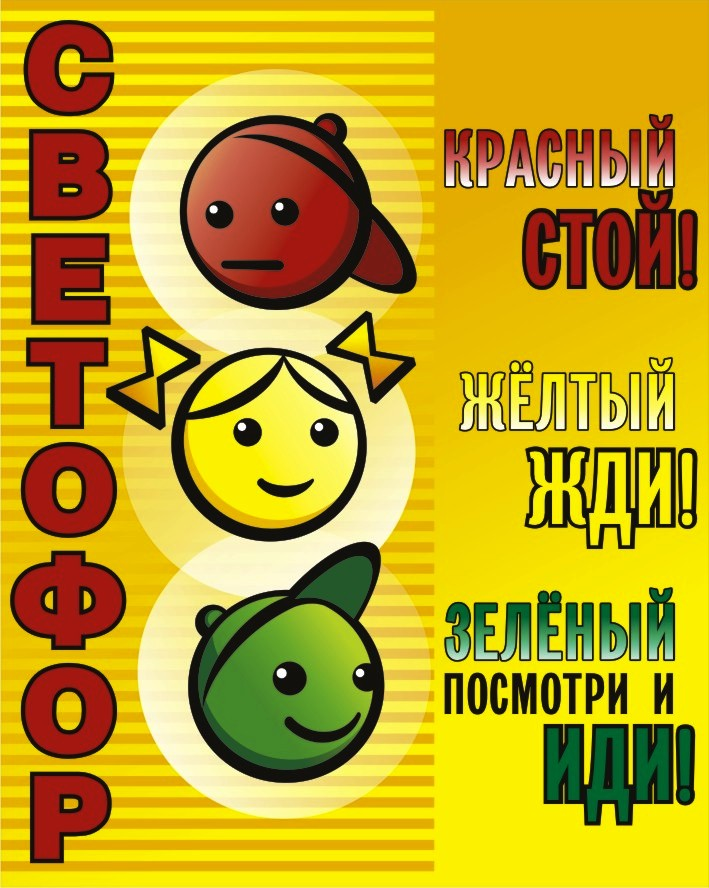 СВЕТОФОР
КРАСНЫЙ
СТОЙ!
ЖЁЛТЫЙ
ЖДИ!
ЗЕЛЁНЫЙ
ПОСМОТРИ И
ИДИ!